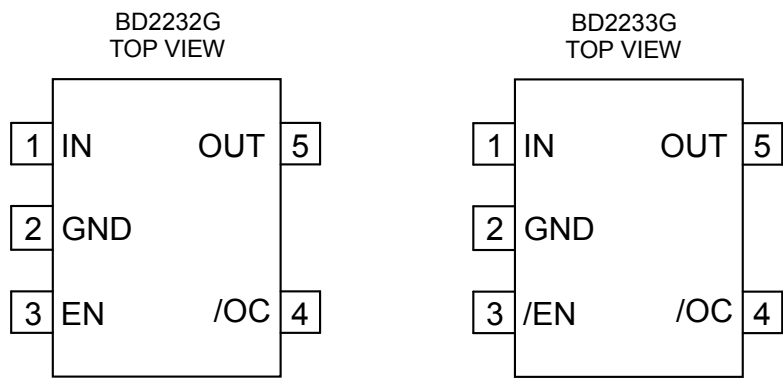 BD2232G
TOP VIEW
1 IN OUT 5
2 GND
3 EN /OC 4
BD2233G
TOP VIEW
1 IN OUT 5
2 GND
3 /EN /OC 4